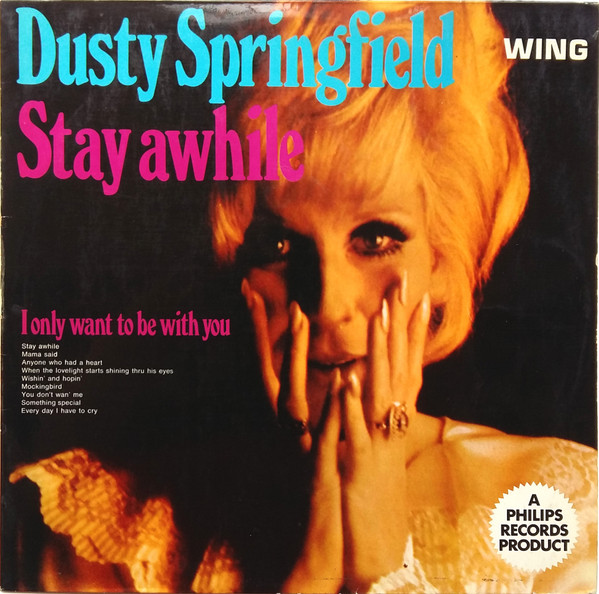 Dusty Springfield
WING
Stay awhile
I only want to be with you
Stay awhile
Mama said
Anyone who had a heart
When the lovelight starts shining thru his eyes
Wishin' and hopin'
Mockingbird
You don't wan' me
Something special
Every day I have to cry
A
PHILIPS
RECORDS
PRODUCT